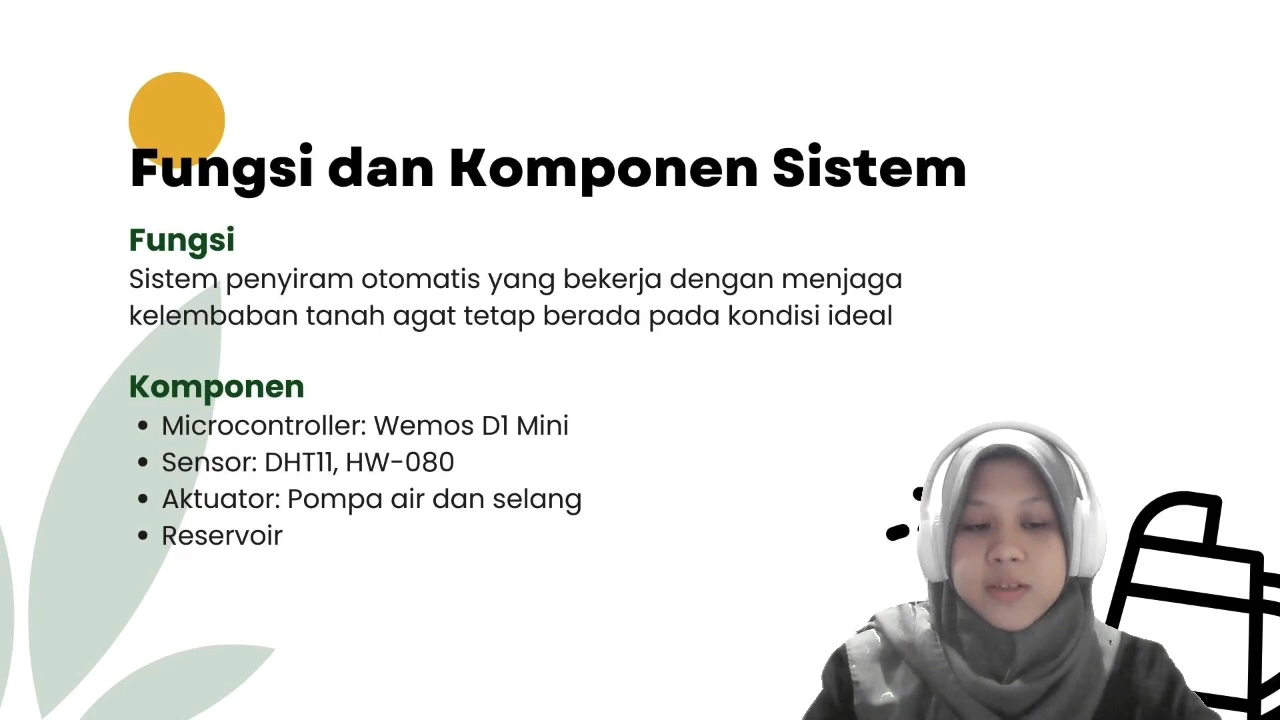 Fungsi dan Komponen Sistem
Fungsi
Sistem penyiram otomatis yang bekerja dengan menjaga
kelembaban tanah agat tetap berada pada kondisi ideal
Komponen
• Microcontroller: Wemos D1 Mini
• Sensor: DHT11, HW-080
• Aktuator: Pompa air dan selang
• Reservoir